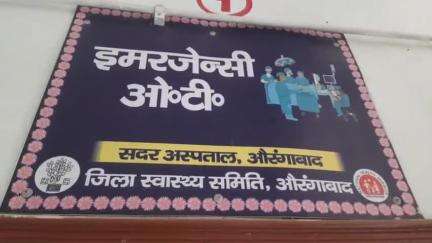 इमरजेन्सी
ओ०टी०
सदर अस्पताल, औरंगाबाद
जिला स्वास्थ्य समिति, औरंगाबाद